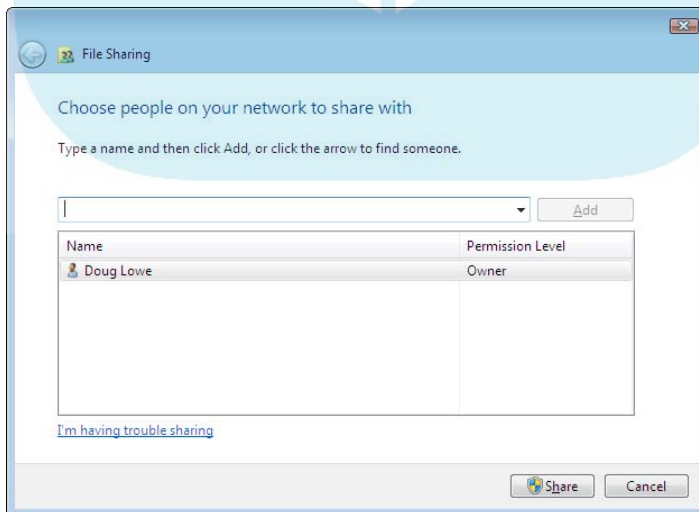 File Sharing
Choose people on your network to share with
Type a name and then click Add, or click the arrow to find someone.
Add
Name Permission Level
Doug Lowe Owner
I'm having trouble sharing
Share Cancel